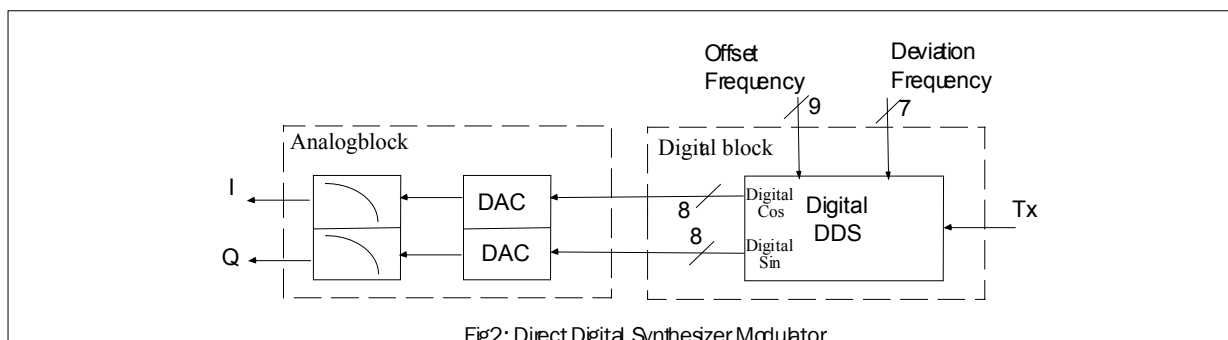 Offset
Frequency
Deviation
Frequency
9
7
Analogblock
Digital block
I
DAC
8
Digital
Cos
Digital
DDS
Tx
Q
DAC
8
Digital
Sin
Fig2: Direct Digital Synthesizer Modulator